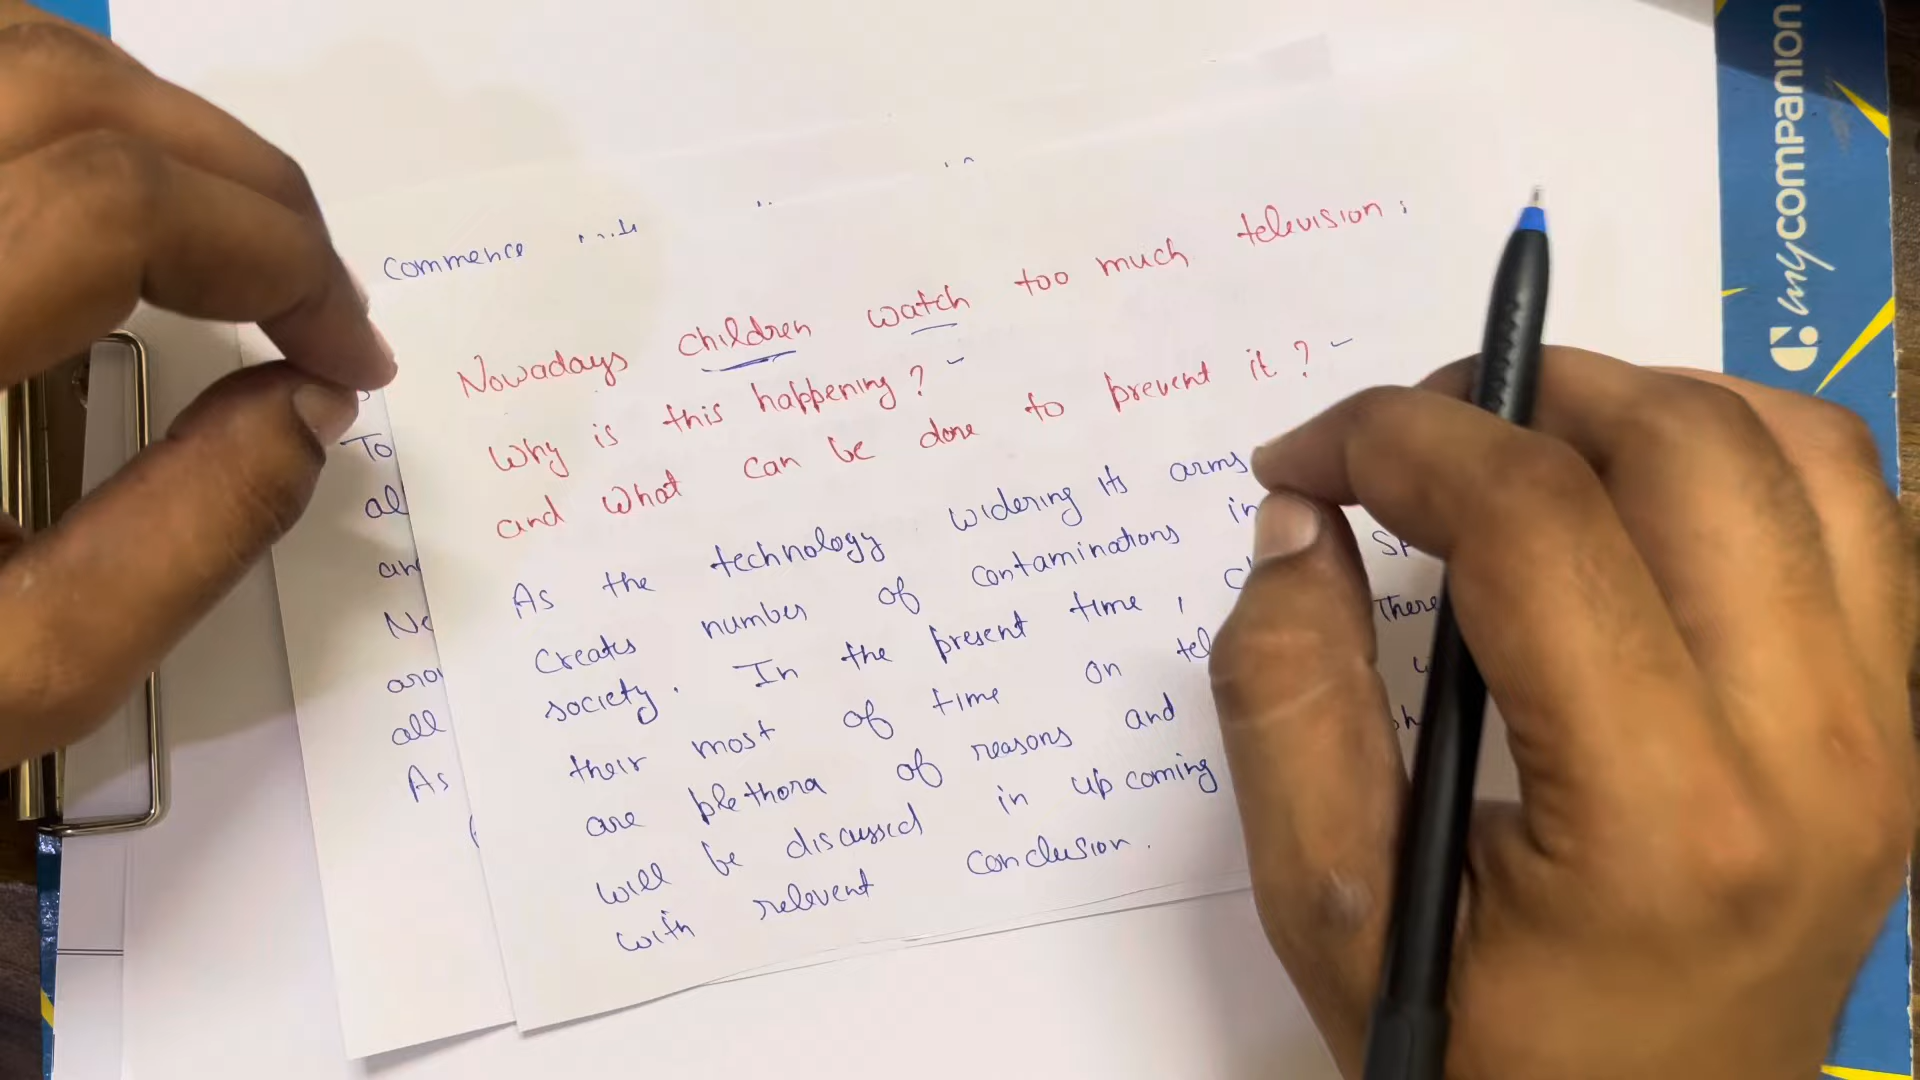 mycompanion
commence
Nowadays children watch too much television.
Why is this happening?
and what can be done to prevent it?
As the technology widering its arms
creates number of contaminations in
society. In the present time,
their most of time on tel
are plethora of reasons and
will be discussed in upcoming
with relevent conclusion.
There
To
al
an
Ne
aro
all
As